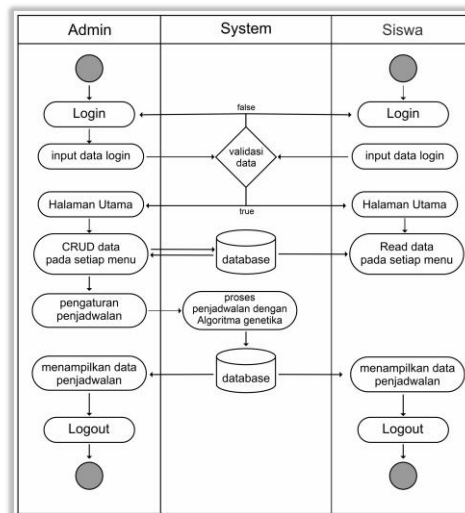 Admin
System
Siswa
false
Login
Login
input data login
validasi
data
input data login
Halaman Utama
true
Halaman Utama
CRUD data
pada setiap menu
database
Read data
pada setiap menu
pengaturan
penjadwalan
proses
penjadwalan dengan
Algoritma genetika
menampilkan data
penjadwalan
database
menampilkan data
penjadwalan
Logout
Logout